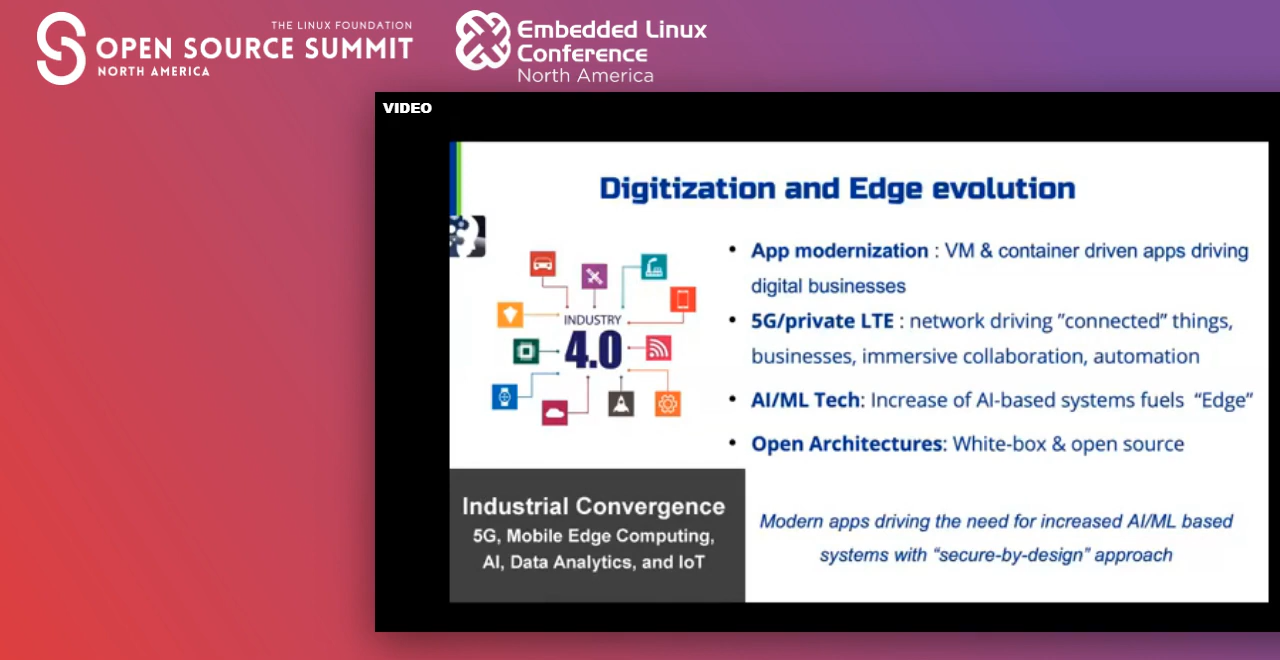 THE LINUX FOUNDATION
OPEN SOURCE SUMMIT
NORTH AMERICA
Embedded Linux
Conference
North America
VIDEO
Digitization and Edge evolution
• App modernization : VM & container driven apps driving
digital businesses
• 5G/private LTE : network driving ”connected” things,
businesses, immersive collaboration, automation
• AI/ML Tech: Increase of AI-based systems fuels “Edge”
• Open Architectures: White-box & open source
INDUSTRY
4.0
Industrial Convergence
5G, Mobile Edge Computing,
AI, Data Analytics, and IoT
Modern apps driving the need for increased AI/ML based
systems with “secure-by-design” approach